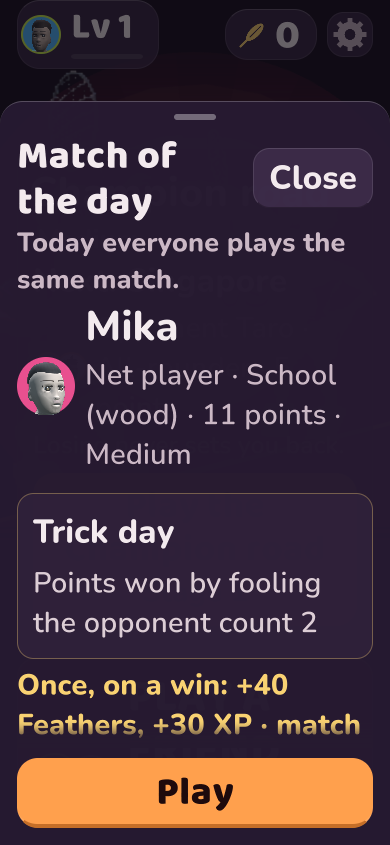 Lv 1
0
Match of
the day
Close
Today everyone plays the
same match.
Mika
Net player · School
(wood) · 11 points ·
Medium
Trick day
Points won by fooling
the opponent count 2
Once, on a win: +40
Feathers, +30 XP · match
Play